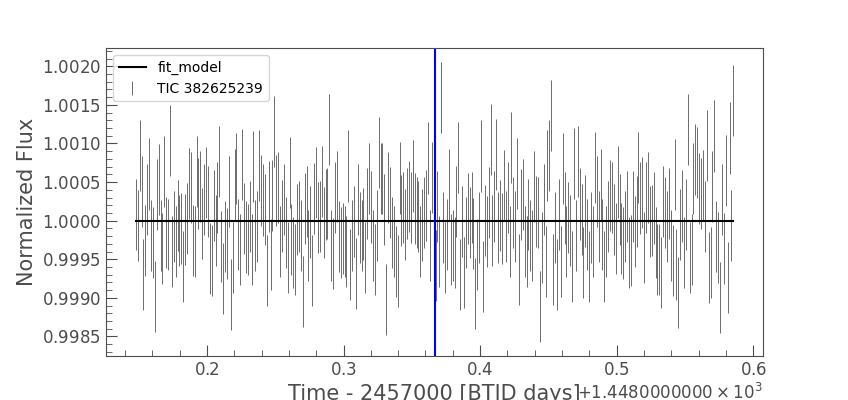 fit_model
TIC 382625239
1.0020
1.0015
1.0010
1.0005
1.0000
0.9995
0.9990
0.9985
Normalized Flux
0.2 0.3 0.4 0.5 0.6
Time - 2457000 [BTJD days]
+1.4480000000 × 10³